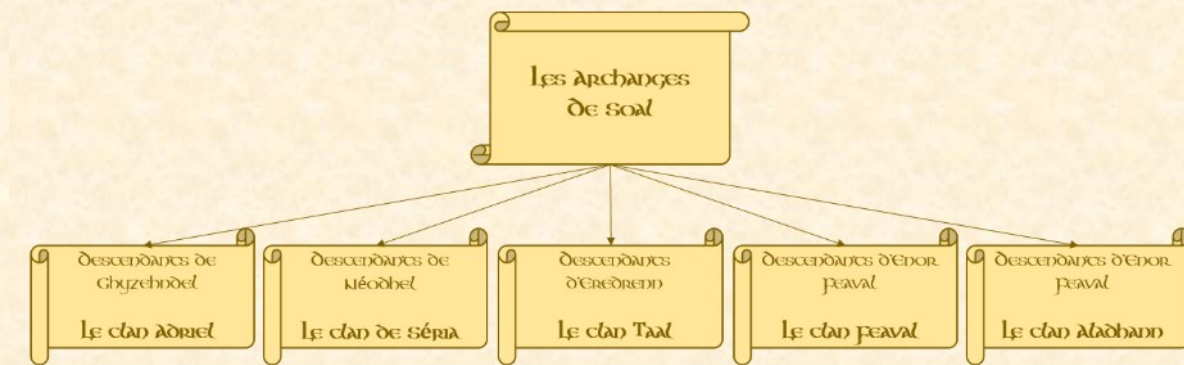 Les Archanges
de Soal
Descendants de
Ghyzehndel
Le clan Adriel
Descendants de
Néodhel
Le clan de Séria
Descendants
d'Eredrenn
Le clan Taal
Descendants d'Enor
Feaval
Le clan Feaval
Descendants d'Enor
Feaval
Le clan Aladhann